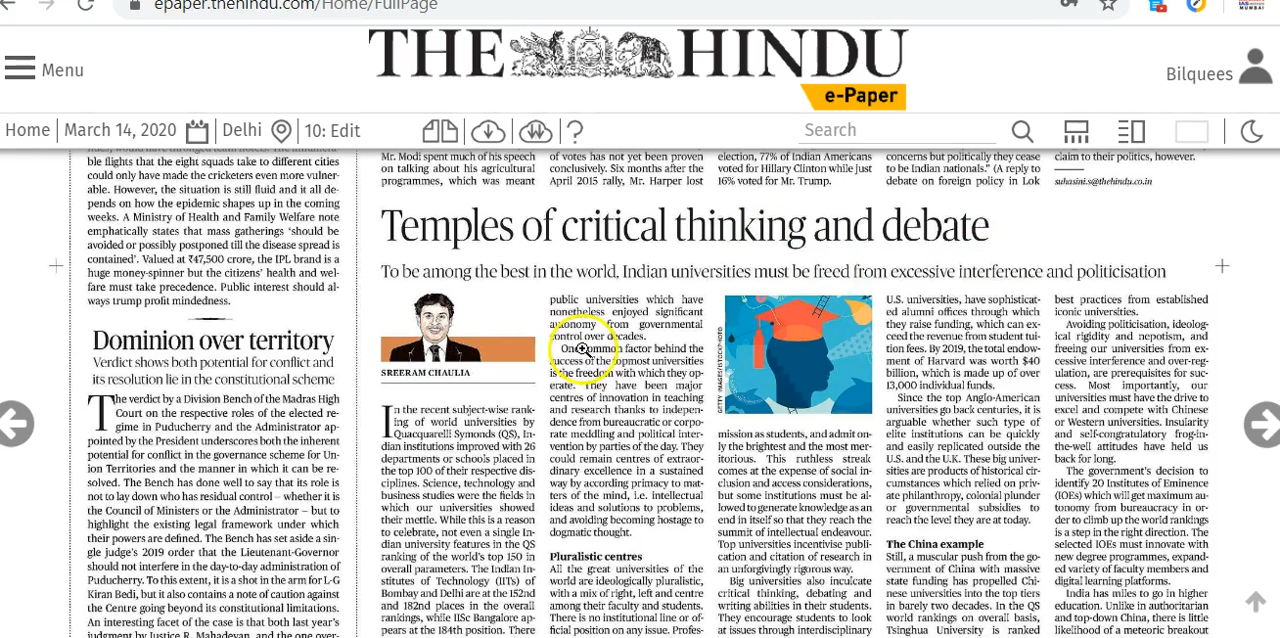 epaper.thehindu.com/Home/FullPage
Menu
THE HINDU
e-Paper
Bilquees
Home
March 14, 2020
Delhi
10: Edit
Search
ble flights that the eight squads take to different cities
could only have made the cricketers even more vulner-
able. However, the situation is still fluid and it all de-
pends on how the epidemic shapes up in the coming
weeks. A Ministry of Health and Family Welfare note
emphatically states that mass gatherings ‘should be
avoided or possibly postponed till the disease spread is
contained’. Valued at ₹47,500 crore, the IPL brand is a
huge money-spinner but the citizens’ health and wel-
fare must take precedence. Public interest should al-
ways trump profit mindedness.
Dominion over territory
Verdict shows both potential for conflict and
its resolution lie in the constitutional scheme
The verdict by a Division Bench of the Madras High
Court on the respective roles of the elected re-
gime in Puducherry and the Administrator ap-
pointed by the President underscores both the inherent
potential for conflict in the governance scheme for Un-
ion Territories and the manner in which it can be re-
solved. The Bench has done well to say that its role is
not to lay down who has residual control – whether it is
the Council of Ministers or the Administrator – but to
highlight the existing legal framework under which
their powers are defined. The Bench has set aside a sin-
gle judge’s 2019 order that the Lieutenant-Governor
should not interfere in the day-to-day administration of
Puducherry. To this extent, it is a shot in the arm for L-G
Kiran Bedi, but it also contains a note of caution against
the Centre going beyond its constitutional limitations.
An interesting facet of the case is that both last year’s
judgment by Justice R. Mahadevan, and the one over-
Mr. Modi spent much of his speech
on talking about his agricultural
programmes, which was meant
of votes has not yet been proven
conclusively. Six months after the
April 2015 rally, Mr. Harper lost
election, 77% of Indian Americans
voted for Hillary Clinton while just
16% voted for Mr. Trump.
concerns but politically they cease
to be Indian nationals.” (A reply to
debate on foreign policy in Lok
claim to their politics, however.
suhasini.s@thehindu.co.in
Temples of critical thinking and debate
To be among the best in the world, Indian universities must be freed from excessive interference and politicisation
SREERAM CHAULIA
In the recent subject-wise rank-
ing of world universities by
Quacquarelli Symonds (QS), In-
dian institutions improved with 26
departments or schools placed in
the top 100 of their respective dis-
ciplines. Science, technology and
business studies were the fields in
which our universities showed
their mettle. While this is a reason
to celebrate, not even a single Ind-
ian university features in the QS
ranking of the world’s top 150 in
overall parameters. The Indian In-
stitutes of Technology (IITs) of
Bombay and Delhi are at the 152nd
and 182nd places in the overall
rankings, while IISc Bangalore ap-
pears at the 184th position. There
public universities which have
nonetheless enjoyed significant
autonomy from governmental
control over decades.
One common factor behind the
success of the topmost universities
is the freedom with which they op-
erate. They have been major
centres of innovation in teaching
and research thanks to indepen-
dence from bureaucratic or corpo-
rate meddling and political inter-
vention by parties of the day. They
could remain centres of extraor-
dinary excellence in a sustained
way by according primacy to mat-
ters of the mind, i.e. intellectual
ideas and solutions to problems,
and avoiding becoming hostage to
dogmatic thought.
Pluralistic centres
All the great universities of the
world are ideologically pluralistic,
with a mix of right, left and centre
among their faculty and students.
There is no institutional line or of-
ficial position on any issue. Profes-
GETTY IMAGES/ISTOCKPHOTO
mission as students, and admit on-
ly the brightest and the most mer-
itorious. This ruthless streak
comes at the expense of social in-
clusion and access considerations,
but some institutions must be al-
lowed to generate knowledge as an
end in itself so that they reach the
summit of intellectual endeavour.
Top universities incentivise publi-
cation and citation of research in
an unforgivingly rigorous way.
Big universities also inculcate
critical thinking, debating and
writing abilities in their students.
They encourage students to look
at issues through interdisciplinary
U.S. universities, have sophisticat-
ed alumni offices through which
they raise funding, which can ex-
ceed the revenue from student tui-
tion fees. By 2019, the total endow-
ment of Harvard was worth $40
billion, which is made up of over
13,000 individual funds.
Since the top Anglo-American
universities go back centuries, it is
arguable whether such type of
elite institutions can be quickly
and easily replicated outside the
U.S. and the U.K. These big univer-
sities are products of historical cir-
cumstances which relied on priv-
ate philanthropy, colonial plunder
or governmental subsidies to
reach the level they are at today.
The China example
Still, a muscular push from the go-
vernment of China with massive
state funding has propelled Chi-
nese universities into the top tiers
in barely two decades. In the QS
world rankings on overall basis,
Tsinghua University is ranked
best practices from established
iconic universities.
Avoiding politicisation, ideolog-
ical rigidity and nepotism, and
freeing our universities from ex-
cessive interference and over-reg-
ulation, are prerequisites for suc-
cess. Most importantly, our
universities must have the drive to
excel and compete with Chinese
or Western universities. Insularity
and self-congratulatory frog-in-
the-well attitudes have held us
back for long.
The government’s decision to
identify 20 Institutes of Eminence
(IOEs) which will get maximum au-
tonomy from bureaucracy in or-
der to climb up the world rankings
is a step in the right direction. The
selected IOEs must innovate with
new degree programmes, expand-
ed variety of faculty members and
digital learning platforms.
India has miles to go in higher
education. Unlike in authoritarian
and top-down China, there is little
likelihood of a meteoric breakout